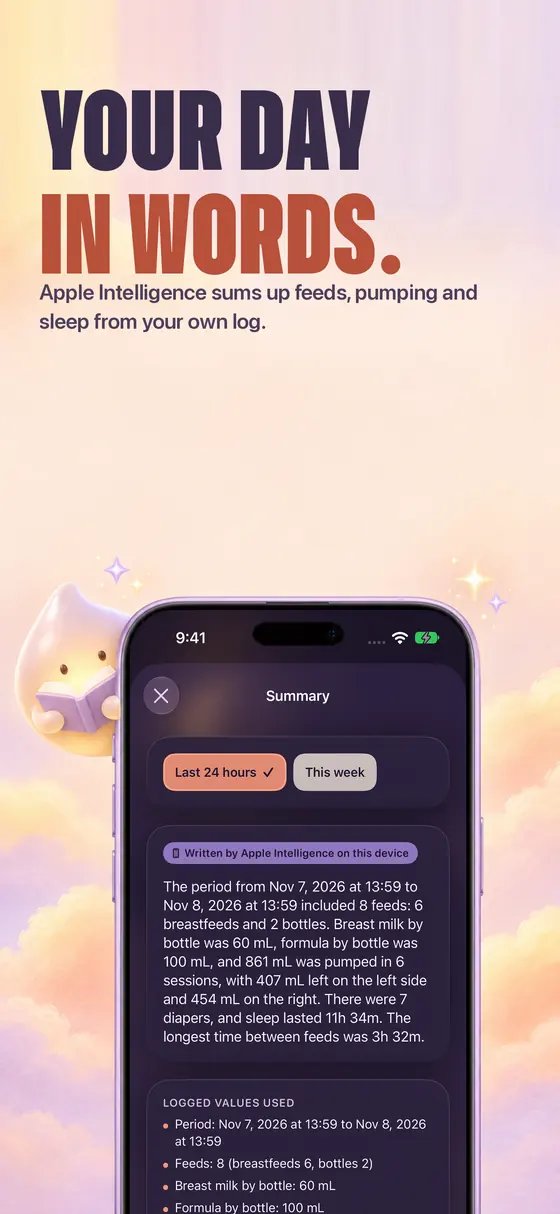 YOUR DAY
IN WORDS.
Apple Intelligence sums up feeds, pumping and
sleep from your own log.
9:41
Summary
Last 24 hours ✓
This week
Written by Apple Intelligence on this device
The period from Nov 7, 2026 at 13:59 to
Nov 8, 2026 at 13:59 included 8 feeds: 6
breastfeeds and 2 bottles. Breast milk by
bottle was 60 mL, formula by bottle was
100 mL, and 861 mL was pumped in 6
sessions, with 407 mL left on the left side
and 454 mL on the right. There were 7
diapers, and sleep lasted 11h 34m. The
longest time between feeds was 3h 32m.
LOGGED VALUES USED
• Period: Nov 7, 2026 at 13:59 to Nov 8, 2026
at 13:59
• Feeds: 8 (breastfeeds 6, bottles 2)
• Breast milk by bottle: 60 mL
• Formula by bottle: 100 mL